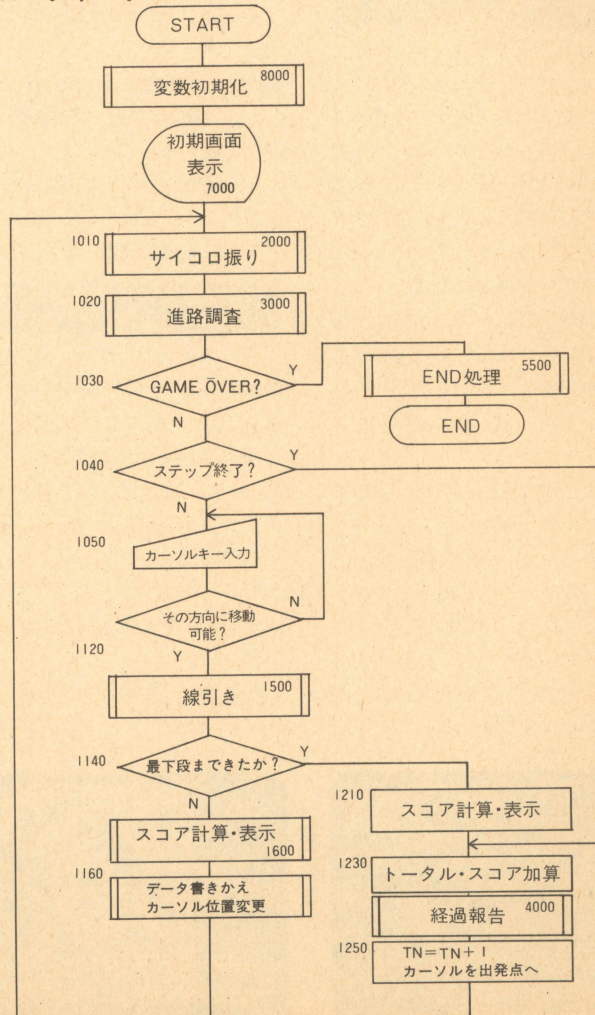 START
8000
変数初期化
初期画面
表示
7000
1010
2000
サイコロ振り
1020
3000
進路調査
1030
GAME OVER?
Y
N
5500
END処理
END
1040
ステップ終了?
Y
N
1050
カーソルキー入力
その方向に移動
可能?
N
1120
Y
1500
線引き
1140
最下段まできたか?
Y
N
スコア計算・表示
1600
1160
データ書きかえ
カーソル位置変更
1210
スコア計算・表示
1230
トータル・スコア加算
4000
経過報告
1250
TN=TN+1
カーソルを出発点へ